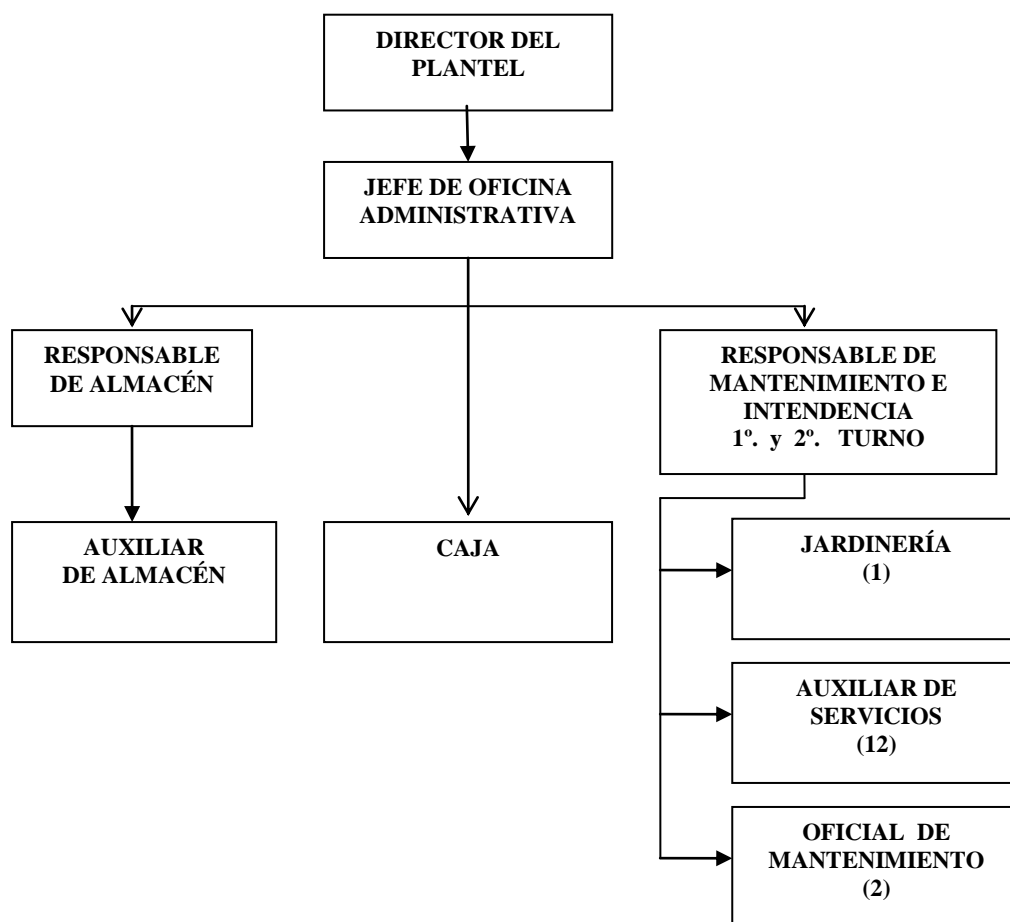 DIRECTOR DEL
PLANTEL
JEFE DE OFICINA
ADMINISTRATIVA
RESPONSABLE
DE ALMACÉN
RESPONSABLE DE
MANTENIMIENTO E
INTENDENCIA
1º. y 2º. TURNO
AUXILIAR
DE ALMACÉN
CAJA
JARDINERÍA
(1)
AUXILIAR DE
SERVICIOS
(12)
OFICIAL DE
MANTENIMIENTO
(2)